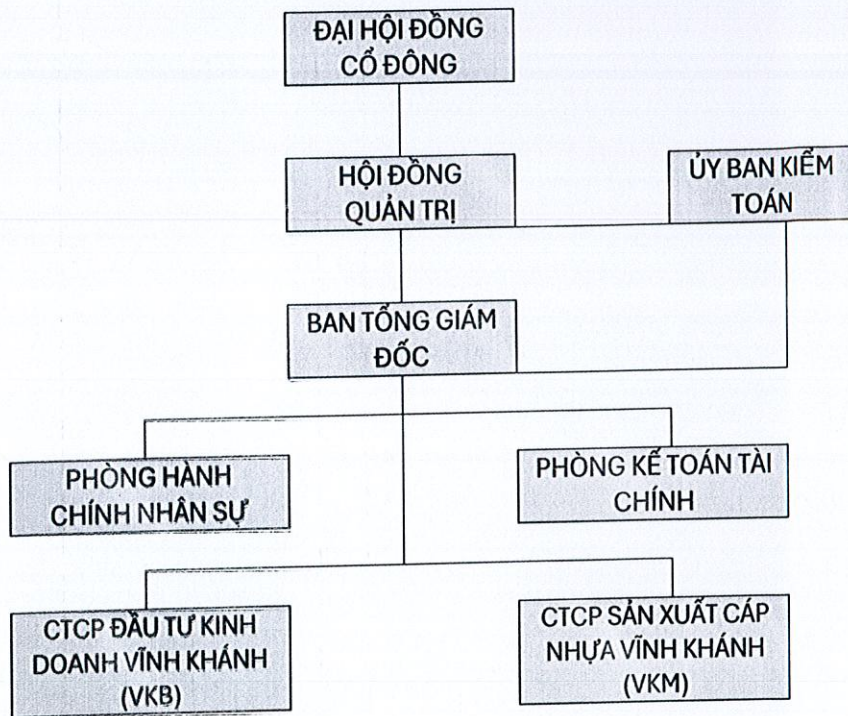 ĐẠI HỘI ĐỒNG
CỔ ĐÔNG
HỘI ĐỒNG
QUẢN TRỊ
ỦY BAN KIỂM
TOÁN
BAN TỔNG GIÁM
ĐỐC
PHÒNG HÀNH
CHÍNH NHÂN SỰ
PHÒNG KẾ TOÁN TÀI
CHÍNH
CTCP ĐẦU TƯ KINH
DOANH VĨNH KHÁNH
(VKB)
CTCP SẢN XUẤT CÁP
NHỰA VĨNH KHÁNH
(VKM)